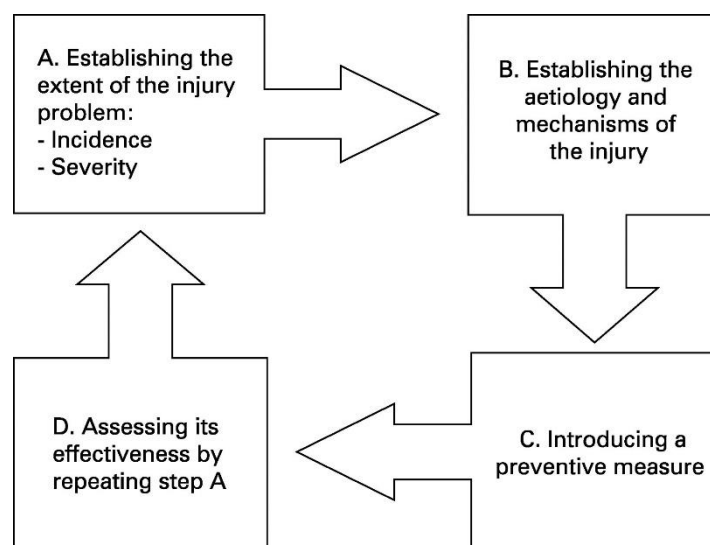 A. Establishing the
extent of the injury
problem:
- Incidence
- Severity
B. Establishing the
aetiology and
mechanisms of
the injury
C. Introducing a
preventive measure
D. Assessing its
effectiveness by
repeating step A